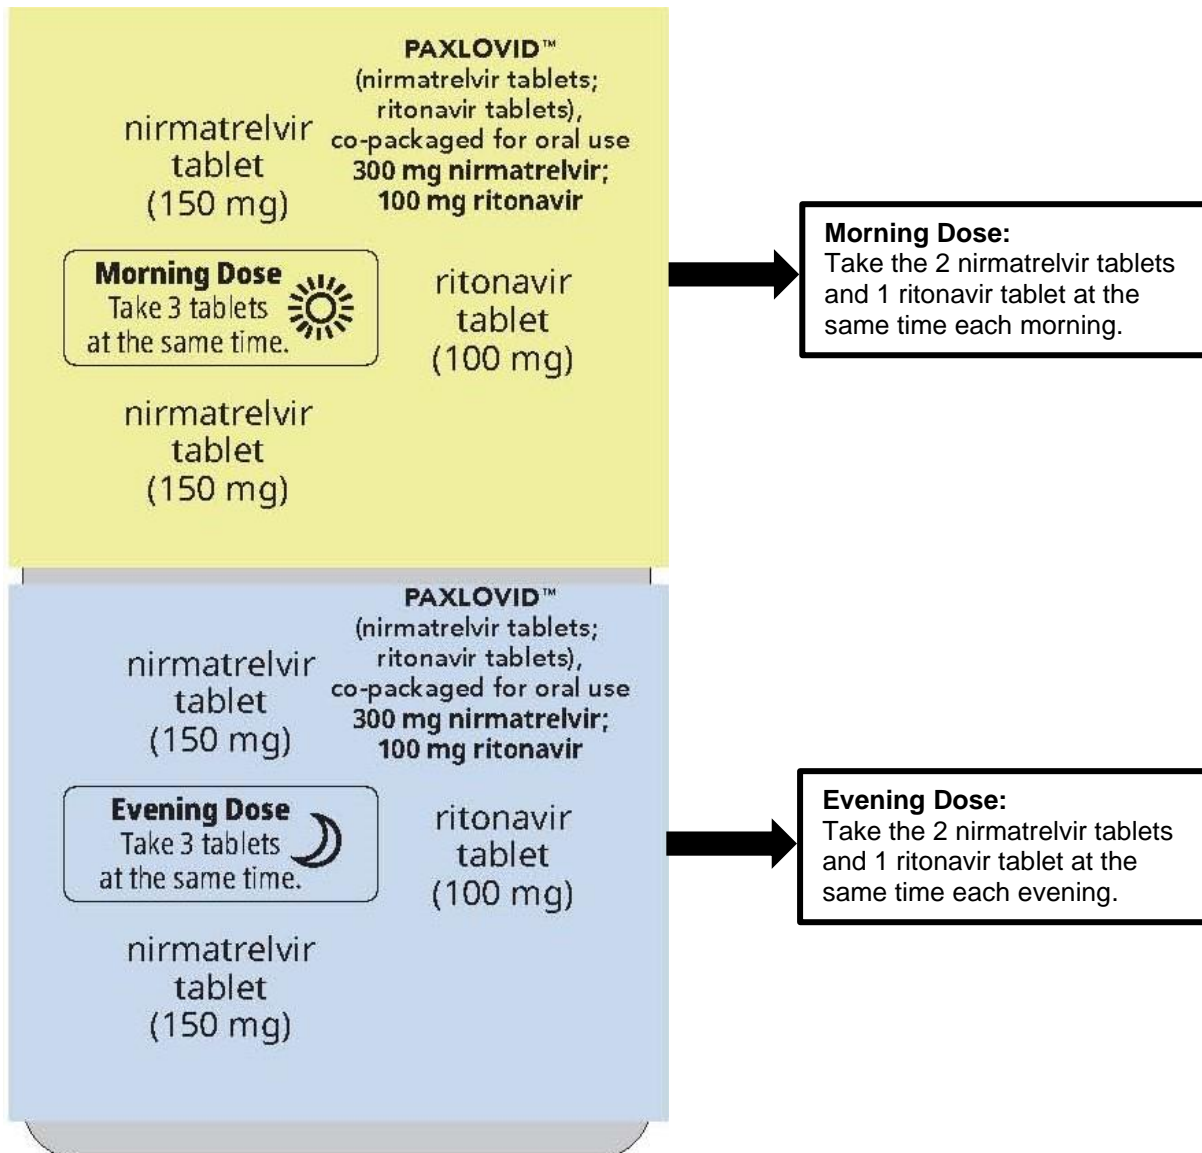 PAXLOVID™
(nirmatrelvir tablets;
ritonavir tablets),
co-packaged for oral use
300 mg nirmatrelvir;
100 mg ritonavir
nirmatrelvir
tablet
(150 mg)
Morning Dose
Take 3 tablets
at the same time.
ritonavir
tablet
(100 mg)
nirmatrelvir
tablet
(150 mg)
Morning Dose:
Take the 2 nirmatrelvir tablets
and 1 ritonavir tablet at the
same time each morning.
PAXLOVID™
(nirmatrelvir tablets;
ritonavir tablets),
co-packaged for oral use
300 mg nirmatrelvir;
100 mg ritonavir
nirmatrelvir
tablet
(150 mg)
Evening Dose
Take 3 tablets
at the same time.
ritonavir
tablet
(100 mg)
nirmatrelvir
tablet
(150 mg)
Evening Dose:
Take the 2 nirmatrelvir tablets
and 1 ritonavir tablet at the
same time each evening.